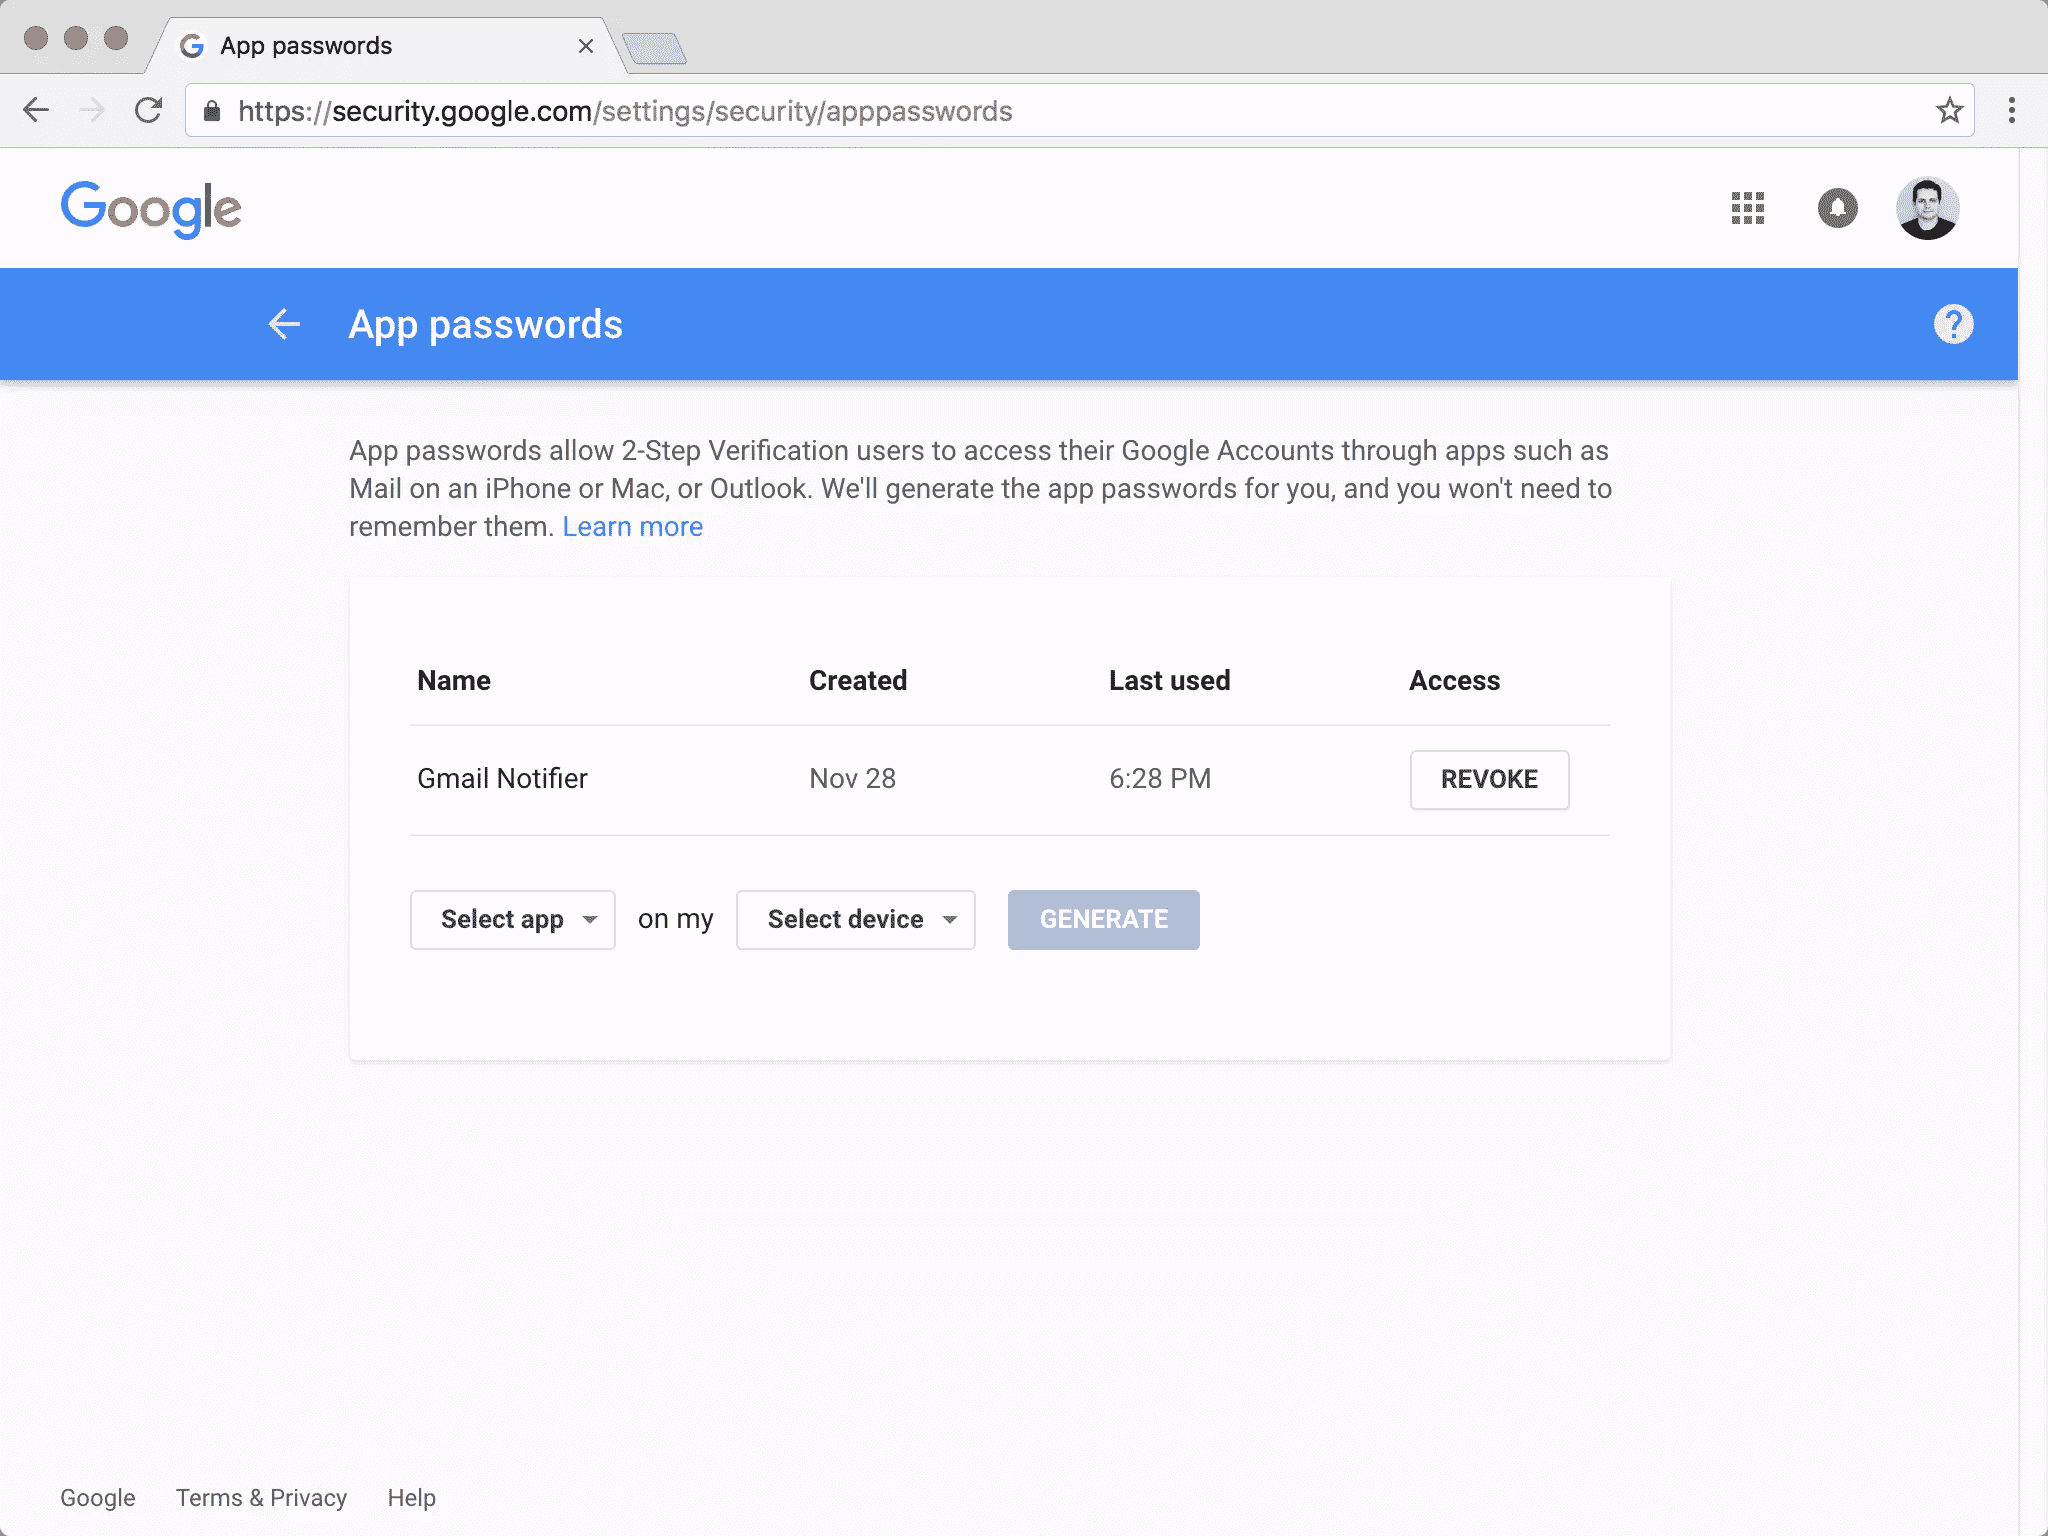 App passwords
https://security.google.com/settings/security/apppasswords
Google
App passwords
?
App passwords allow 2-Step Verification users to access their Google Accounts through apps such as
Mail on an iPhone or Mac, or Outlook. We'll generate the app passwords for you, and you won't need to
remember them. Learn more
Name Created Last used Access
Gmail Notifier Nov 28 6:28 PM REVOKE
Select app on my Select device GENERATE
Google Terms & Privacy Help